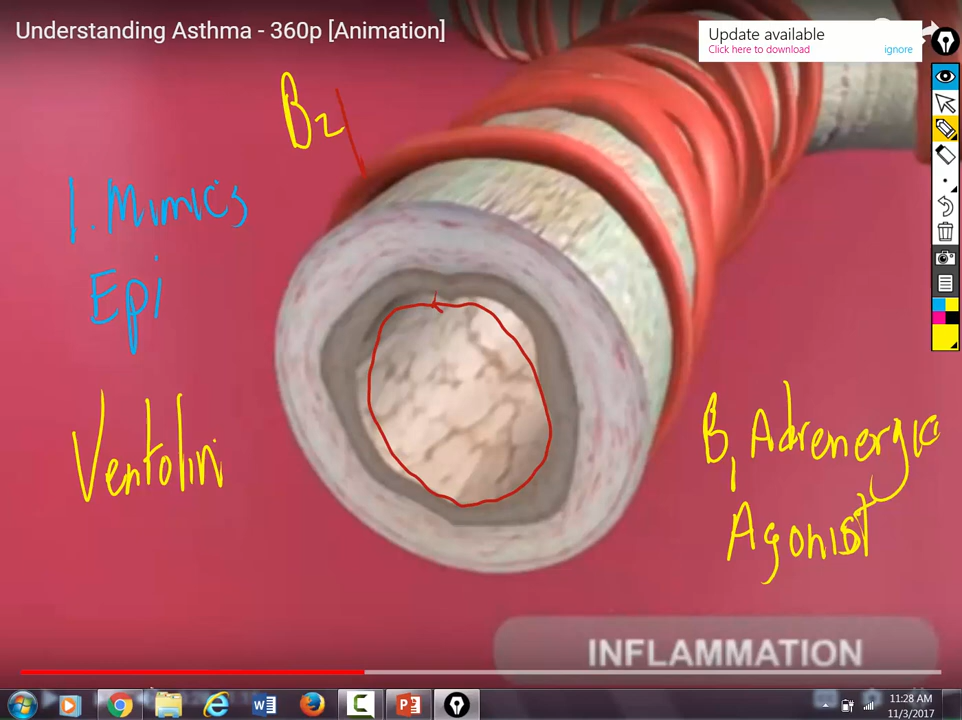 Understanding Asthma - 360p [Animation]
Update available
Click here to download
ignore
B2
1. Mimics
Epi
Ventolin
B1 Adrenergic
Agonist
INFLAMMATION
11:28 AM
11/3/2017